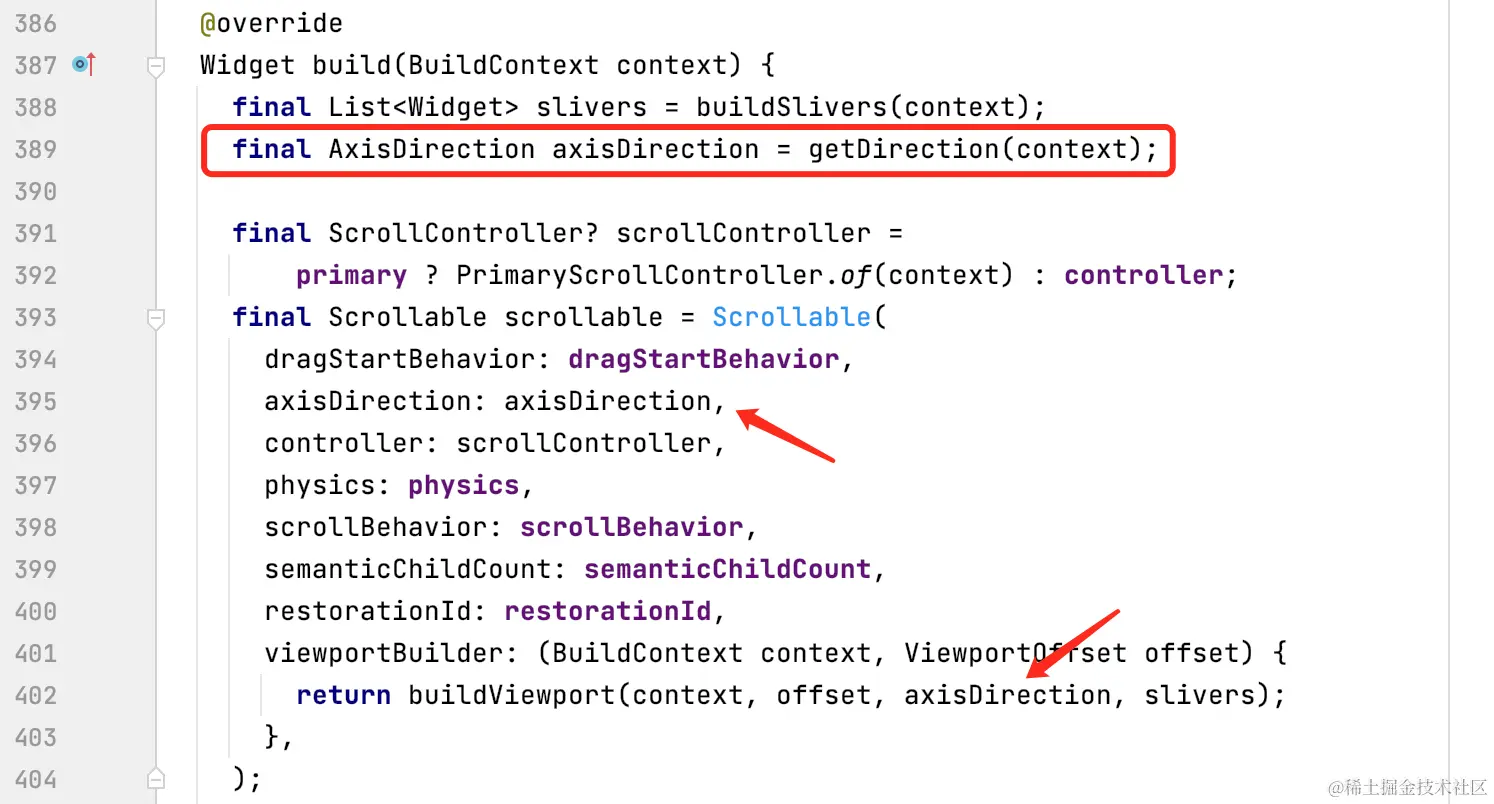 386 @override
387 Widget build(BuildContext context) {
388 final List<Widget> slivers = buildSlivers(context);
389 final AxisDirection axisDirection = getDirection(context);
390
391 final ScrollController? scrollController =
392 primary ? PrimaryScrollController.of(context) : controller;
393 final Scrollable scrollable = Scrollable(
394 dragStartBehavior: dragStartBehavior,
395 axisDirection: axisDirection,
396 controller: scrollController,
397 physics: physics,
398 scrollBehavior: scrollBehavior,
399 semanticChildCount: semanticChildCount,
400 restorationId: restorationId,
401 viewportBuilder: (BuildContext context, ViewportOffset offset) {
402 return buildViewport(context, offset, axisDirection, slivers);
403 },
404 );
@稀土掘金技术社区